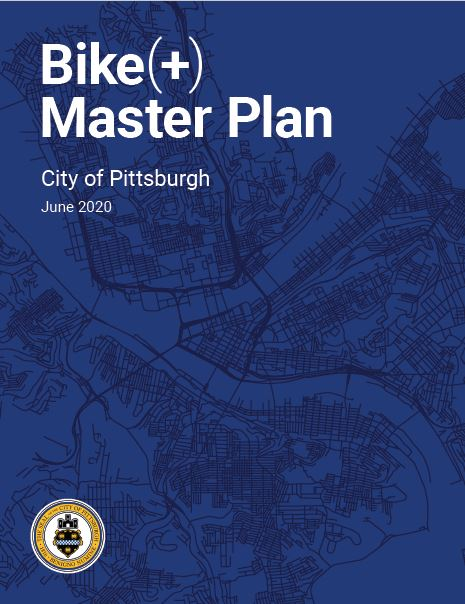 Bike(+)
Master Plan
City of Pittsburgh
June 2020